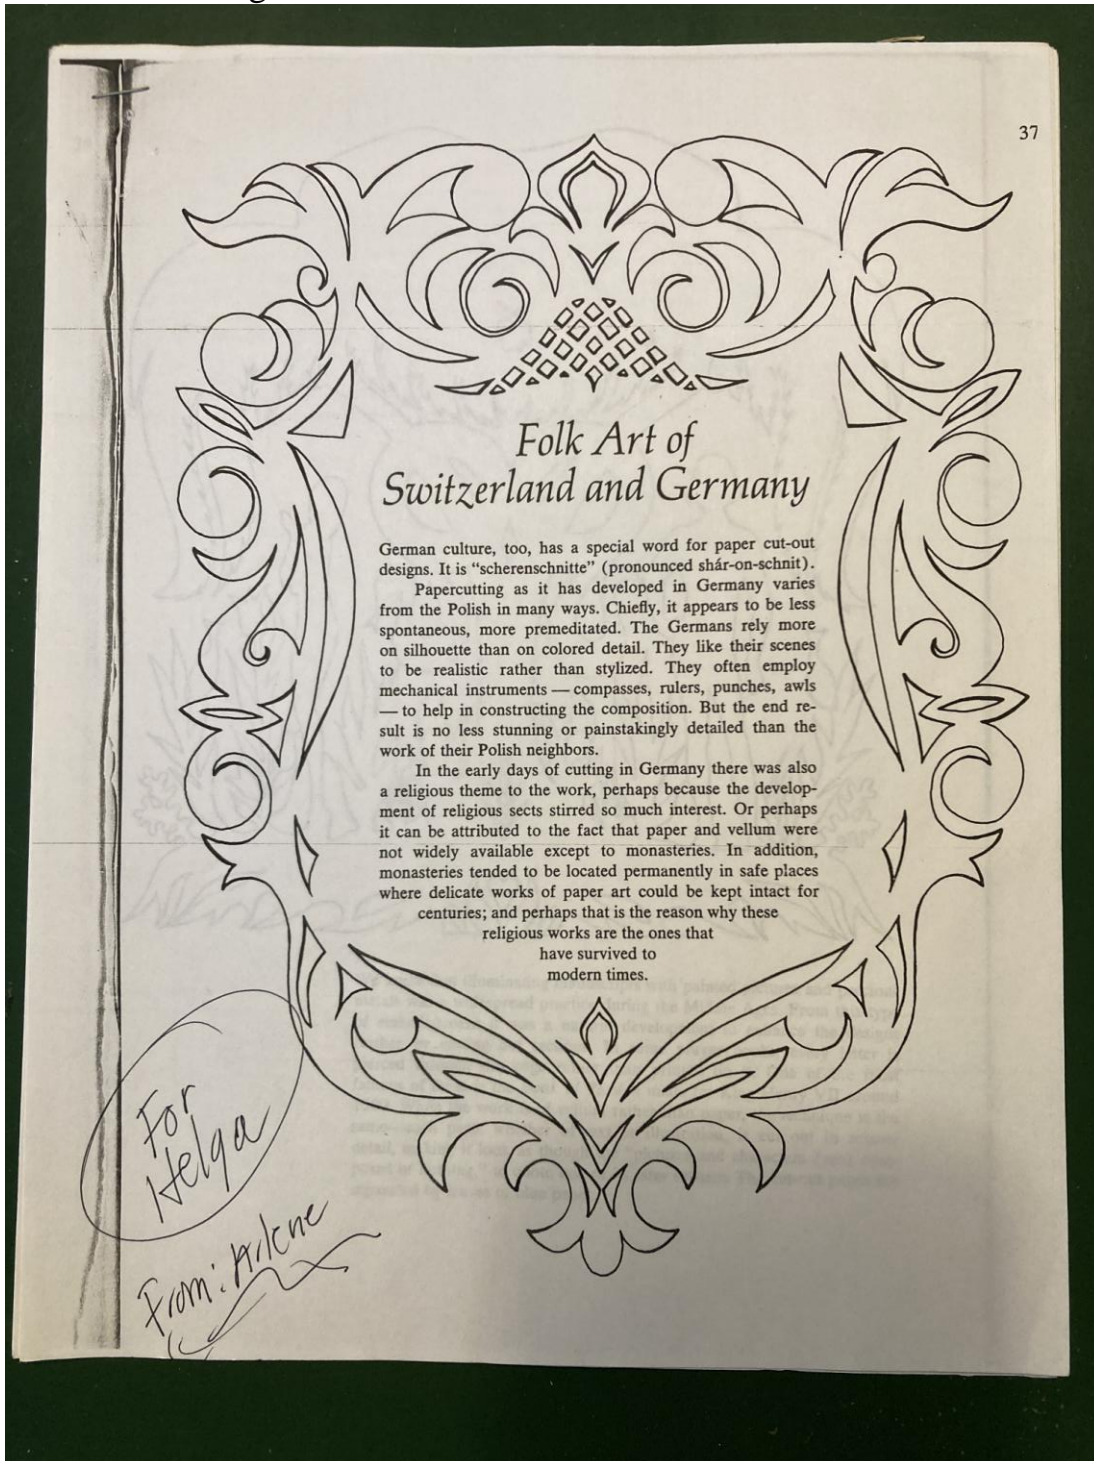 37
Folk Art of
Switzerland and Germany
German culture, too, has a special word for paper cut-out
designs. It is “scherenschnitte” (pronounced shár-on-schnit).
Papercutting as it has developed in Germany varies
from the Polish in many ways. Chiefly, it appears to be less
spontaneous, more premeditated. The Germans rely more
on silhouette than on colored detail. They like their scenes
to be realistic rather than stylized. They often employ
mechanical instruments — compasses, rulers, punches, awls
— to help in constructing the composition. But the end re-
sult is no less stunning or painstakingly detailed than the
work of their Polish neighbors.
In the early days of cutting in Germany there was also
a religious theme to the work, perhaps because the develop-
ment of religious sects stirred so much interest. Or perhaps
it can be attributed to the fact that paper and vellum were
not widely available except to monasteries. In addition,
monasteries tended to be located permanently in safe places
where delicate works of paper art could be kept intact for
centuries; and perhaps that is the reason why these
religious works are the ones that
have survived to
modern times.
For
Helga
From: Arlene